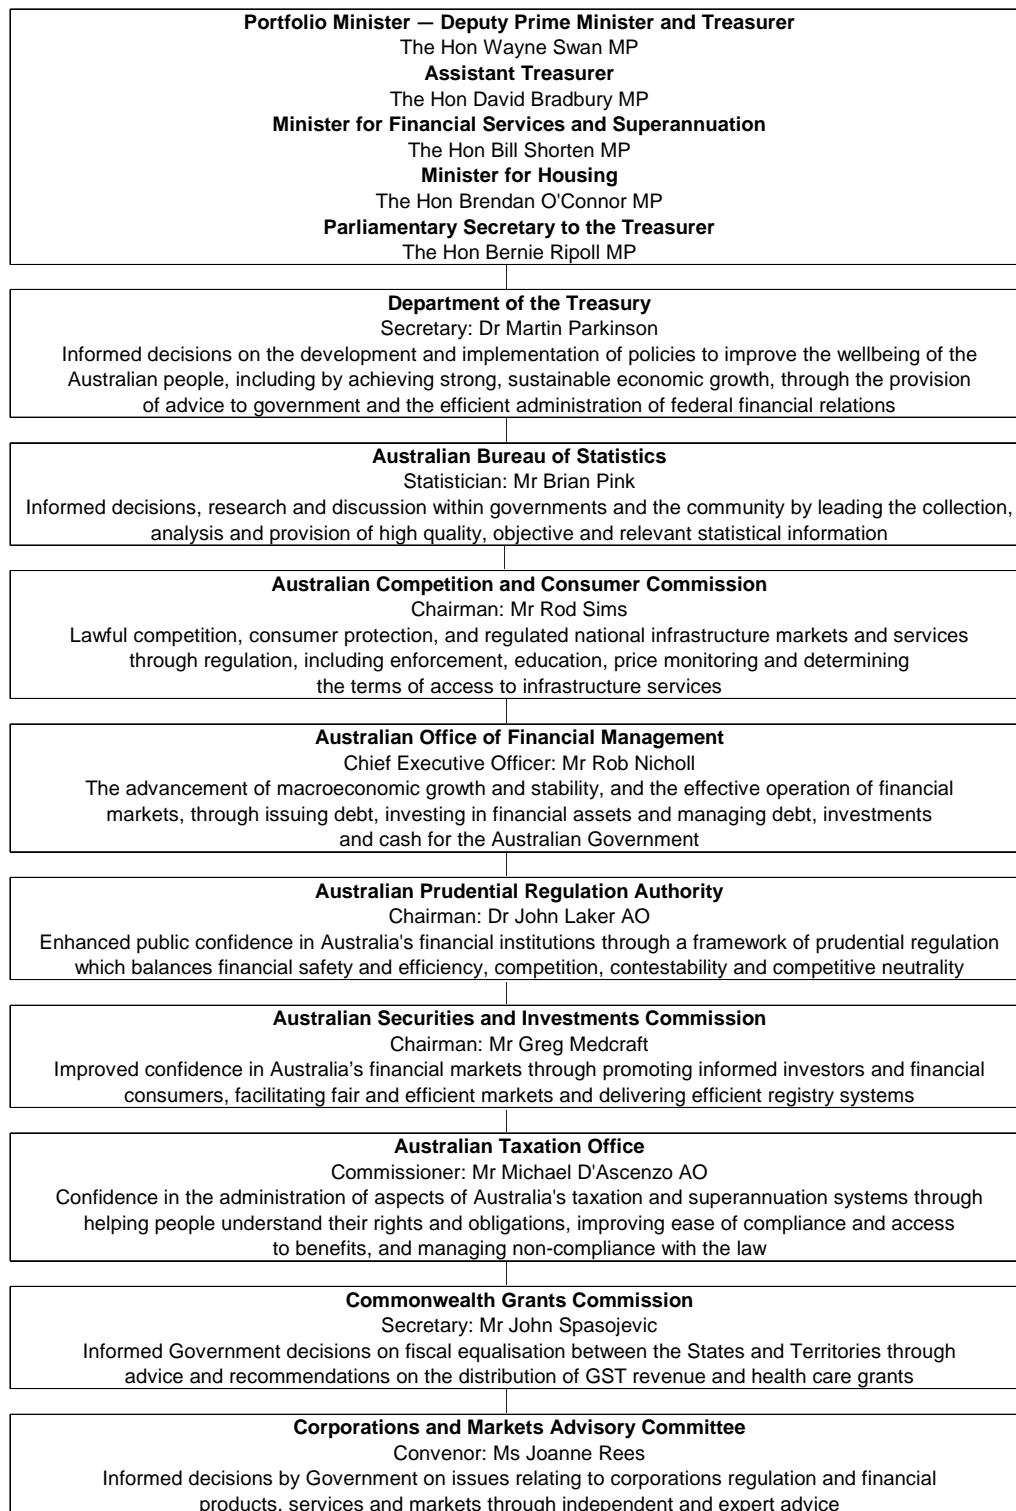 Portfolio Minister — Deputy Prime Minister and Treasurer
The Hon Wayne Swan MP
Assistant Treasurer
The Hon David Bradbury MP
Minister for Financial Services and Superannuation
The Hon Bill Shorten MP
Minister for Housing
The Hon Brendan O'Connor MP
Parliamentary Secretary to the Treasurer
The Hon Bernie Ripoll MP
Department of the Treasury
Secretary: Dr Martin Parkinson
Informed decisions on the development and implementation of policies to improve the wellbeing of the
Australian people, including by achieving strong, sustainable economic growth, through the provision
of advice to government and the efficient administration of federal financial relations
Australian Bureau of Statistics
Statistician: Mr Brian Pink
Informed decisions, research and discussion within governments and the community by leading the collection,
analysis and provision of high quality, objective and relevant statistical information
Australian Competition and Consumer Commission
Chairman: Mr Rod Sims
Lawful competition, consumer protection, and regulated national infrastructure markets and services
through regulation, including enforcement, education, price monitoring and determining
the terms of access to infrastructure services
Australian Office of Financial Management
Chief Executive Officer: Mr Rob Nicholl
The advancement of macroeconomic growth and stability, and the effective operation of financial
markets, through issuing debt, investing in financial assets and managing debt, investments
and cash for the Australian Government
Australian Prudential Regulation Authority
Chairman: Dr John Laker AO
Enhanced public confidence in Australia's financial institutions through a framework of prudential regulation
which balances financial safety and efficiency, competition, contestability and competitive neutrality
Australian Securities and Investments Commission
Chairman: Mr Greg Medcraft
Improved confidence in Australia’s financial markets through promoting informed investors and financial
consumers, facilitating fair and efficient markets and delivering efficient registry systems
Australian Taxation Office
Commissioner: Mr Michael D'Ascenzo AO
Confidence in the administration of aspects of Australia's taxation and superannuation systems through
helping people understand their rights and obligations, improving ease of compliance and access
to benefits, and managing non-compliance with the law
Commonwealth Grants Commission
Secretary: Mr John Spasojevic
Informed Government decisions on fiscal equalisation between the States and Territories through
advice and recommendations on the distribution of GST revenue and health care grants
Corporations and Markets Advisory Committee
Convenor: Ms Joanne Rees
Informed decisions by Government on issues relating to corporations regulation and financial
products, services and markets through independent and expert advice